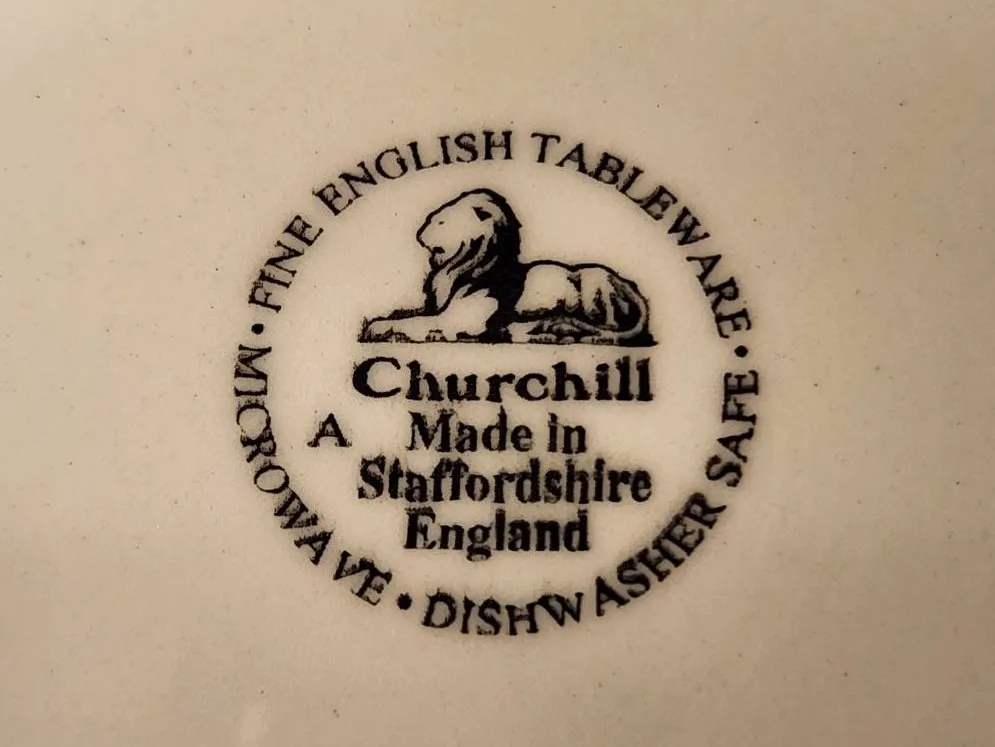 • FINE ENGLISH TABLEWARE •
Churchill
A Made in
Staffordshire
England
MICROWAVE • DISHWASHER SAFE